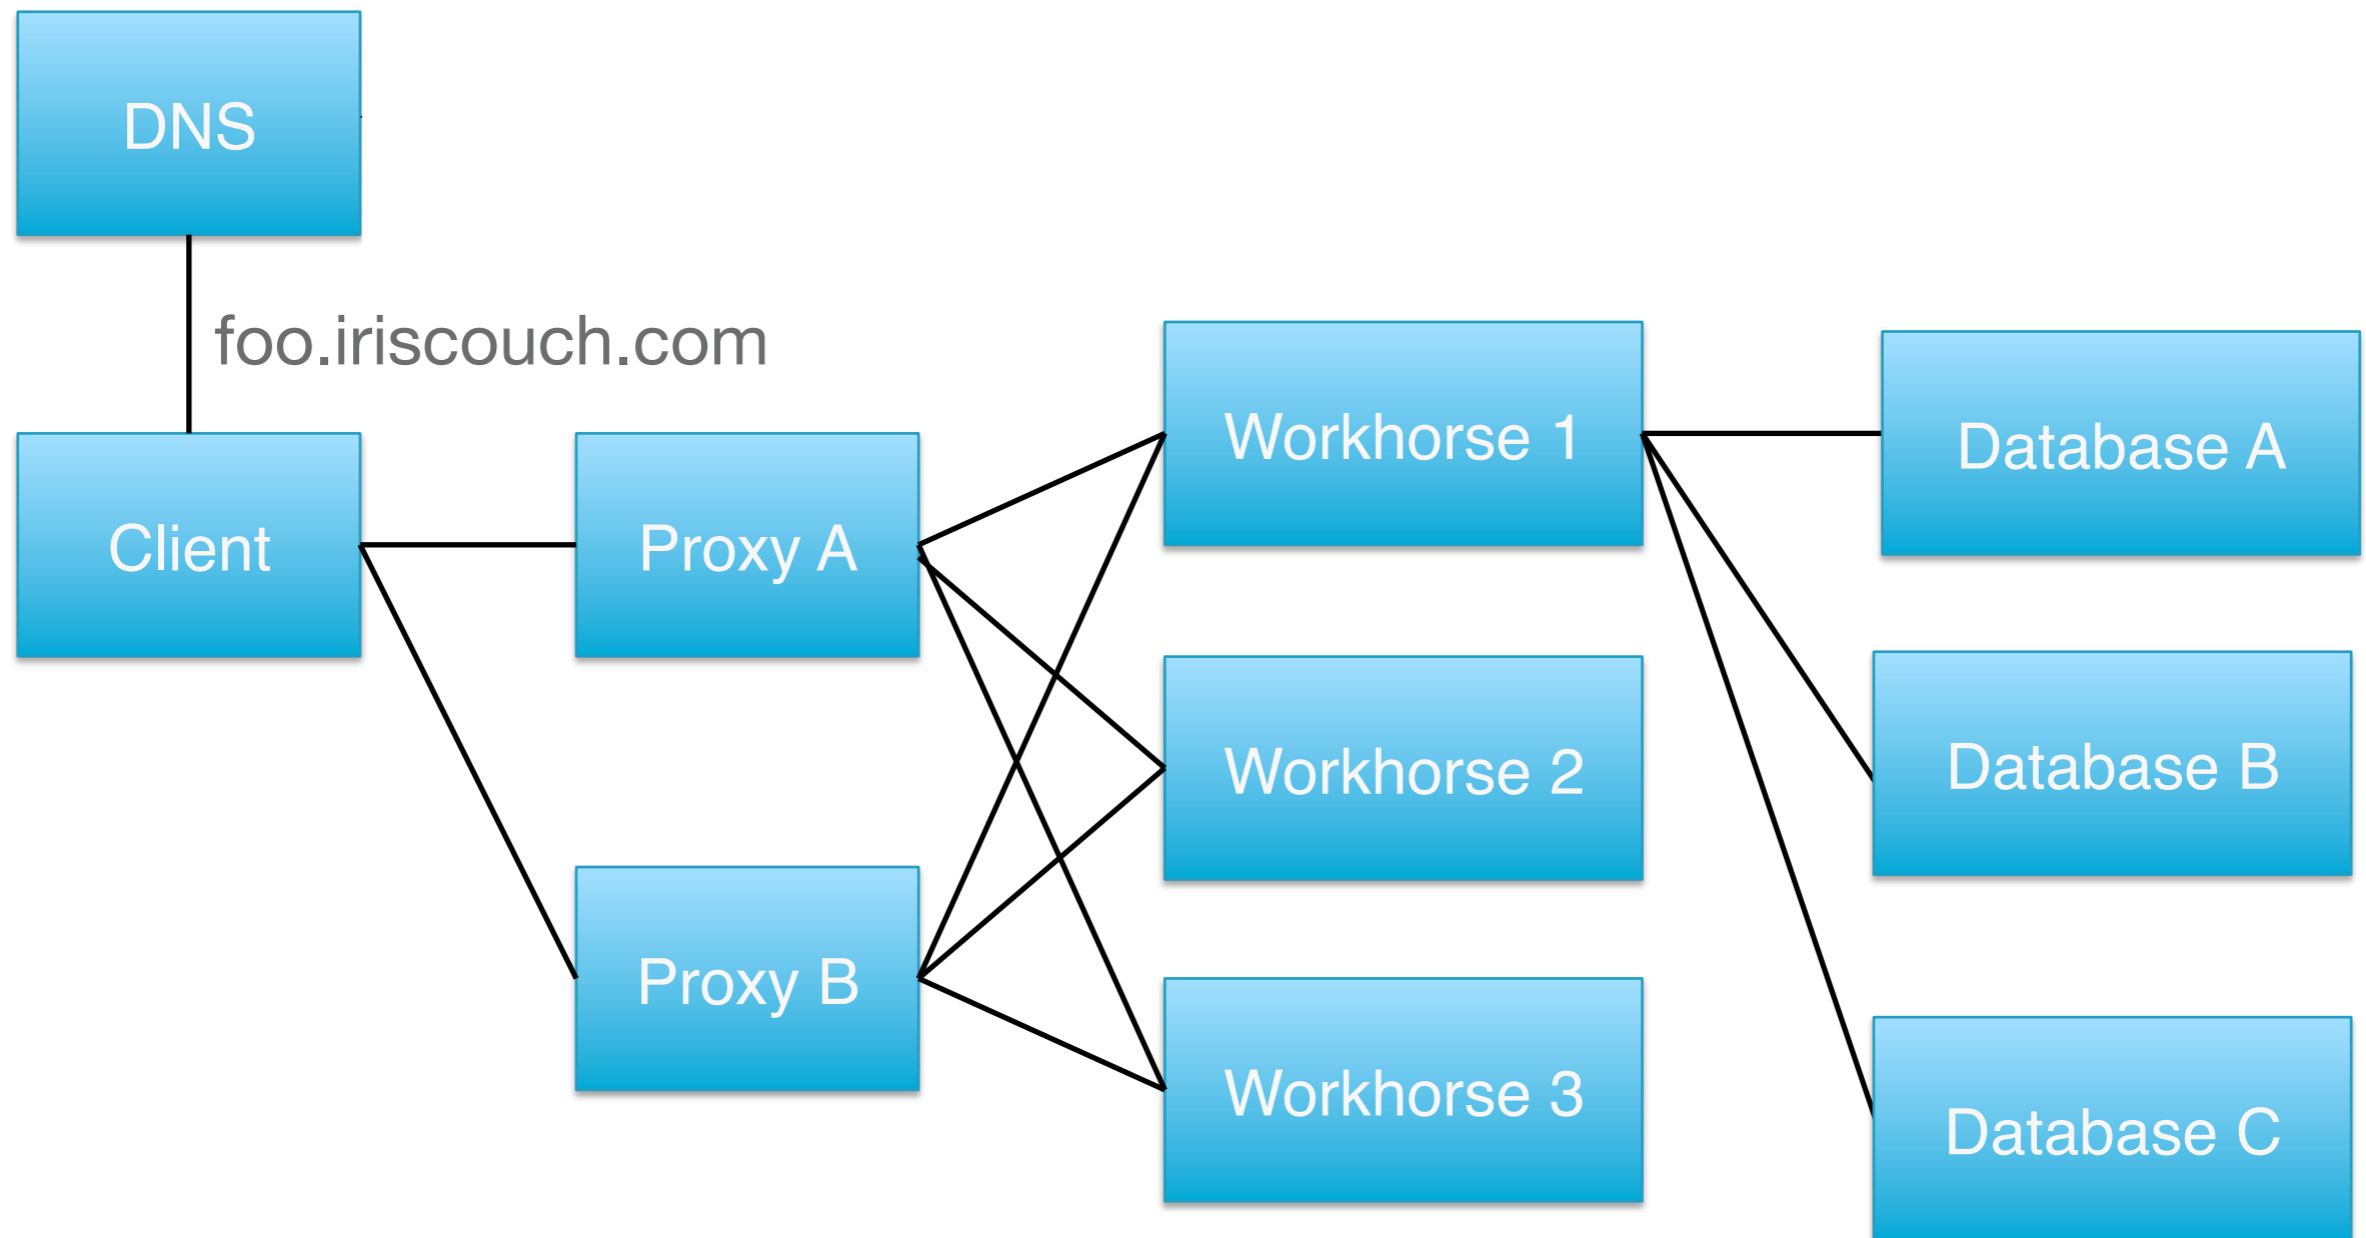 DNS
foo.iriscouch.com
Client
Proxy A
Proxy B
Workhorse 1
Workhorse 2
Workhorse 3
Database A
Database B
Database C